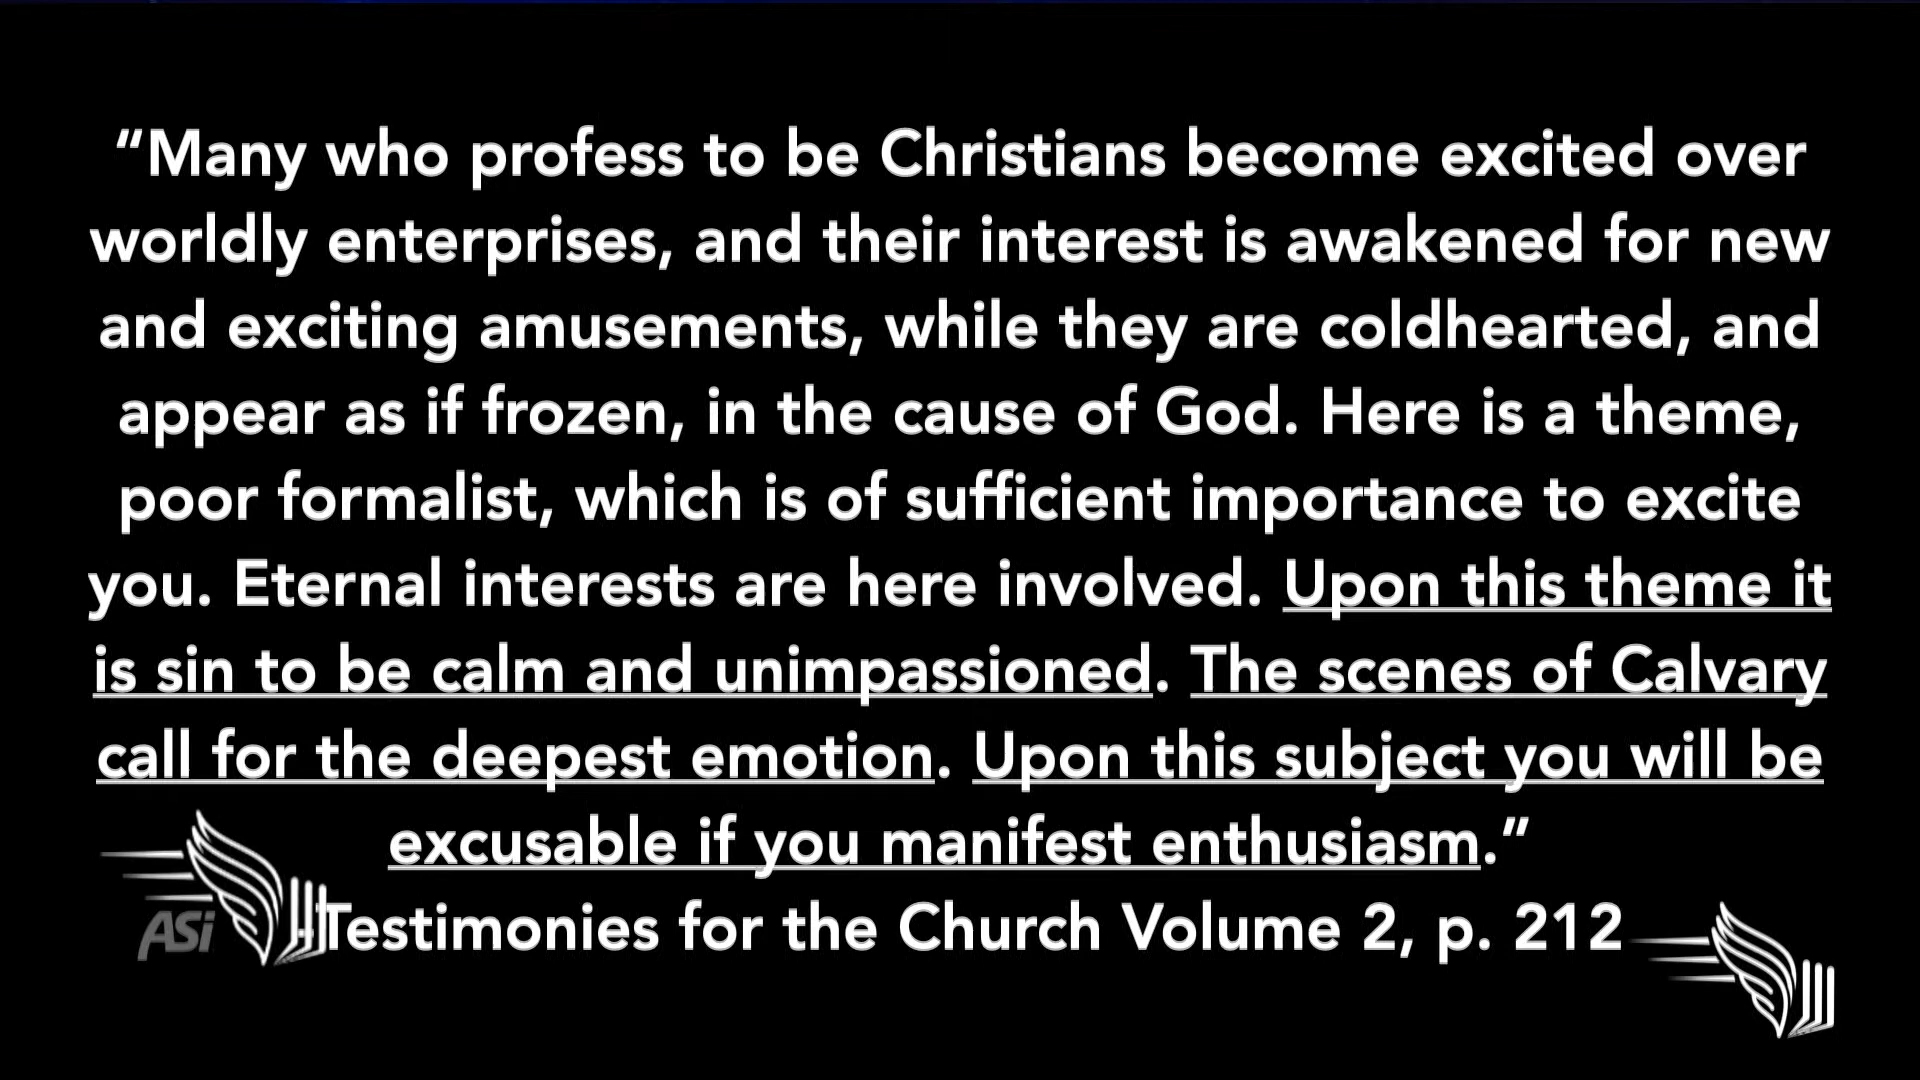 “Many who profess to be Christians become excited over
worldly enterprises, and their interest is awakened for new
and exciting amusements, while they are coldhearted, and
appear as if frozen, in the cause of God. Here is a theme,
poor formalist, which is of sufficient importance to excite
you. Eternal interests are here involved. Upon this theme it
is sin to be calm and unimpassioned. The scenes of Calvary
call for the deepest emotion. Upon this subject you will be
excusable if you manifest enthusiasm.”
Testimonies for the Church Volume 2, p. 212
ASi